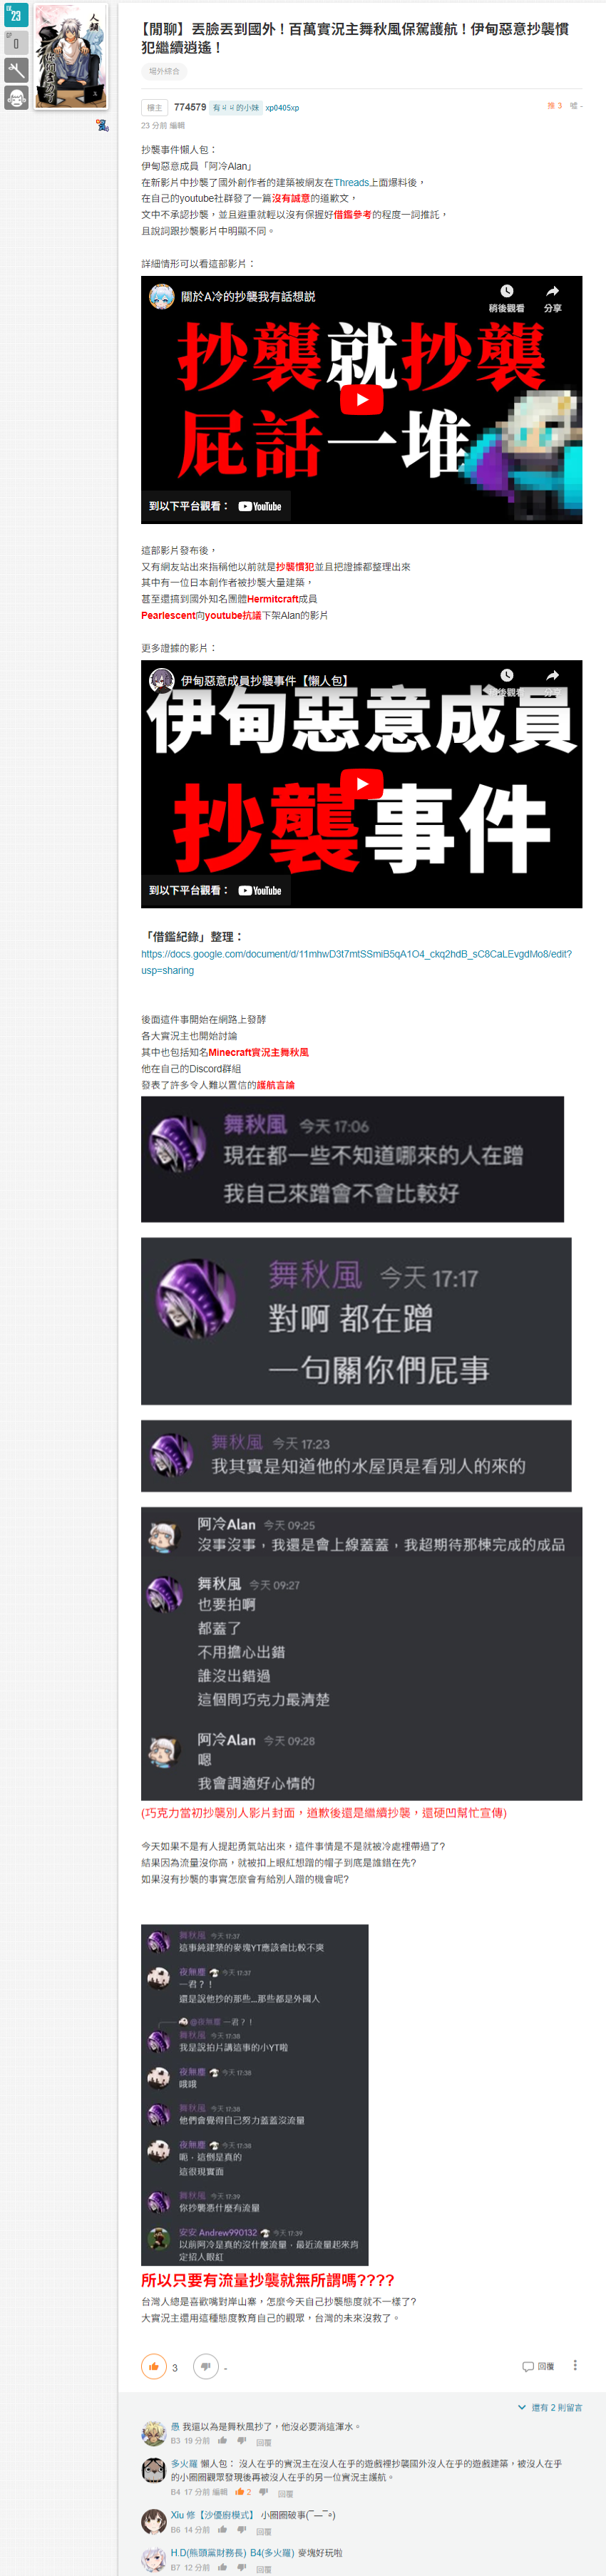 23
0
人類
【閒聊】丟臉丟到國外！百萬實況主舞秋風保駕護航！伊甸惡意抄襲慣
犯繼續逍遙！
場外綜合
樓主 774579 有ㄐㄐ的小妹 xp0405xp
推 3 噓 -
23 分前 編輯
抄襲事件懶人包：
伊甸惡意成員「阿冷Alan」
在新影片中抄襲了國外創作者的建築被網友在Threads上面爆料後，
在自己的youtube社群發了一篇沒有誠意的道歉文，
文中不承認抄襲，並且避重就輕以沒有保握好借鑑參考的程度一詞推託，
且說詞跟抄襲影片中明顯不同。
詳細情形可以看這部影片：
關於A冷的抄襲我有話想説
稍後觀看
分享
抄襲就抄襲
屁話一堆
到以下平台觀看： YouTube
這部影片發布後，
又有網友站出來指稱他以前就是抄襲慣犯並且把證據都整理出來
其中有一位日本創作者被抄襲大量建築，
甚至還搞到國外知名團體Hermitcraft成員
Pearlescent向youtube抗議下架Alan的影片
更多證據的影片：
伊甸惡意成員抄襲事件【懶人包】
稍後觀看
分享
伊甸惡意成員
抄襲事件
到以下平台觀看： YouTube
「借鑑紀錄」整理：
https://docs.google.com/document/d/11mhwD3t7mtSSmiB5qA1O4_ckq2hdB_sC8CaLEvgdMo8/edit?
usp=sharing
後面這件事開始在網路上發酵
各大實況主也開始討論
其中也包括知名Minecraft實況主舞秋風
他在自己的Discord群組
發表了許多令人難以置信的護航言論
舞秋風 今天 17:06
現在都一些不知道哪來的人在蹭
我自己來蹭會不會比較好
舞秋風 今天 17:17
對啊 都在蹭
一句關你們屁事
舞秋風 今天 17:23
我其實是知道他的水屋頂是看別人的來的
阿冷Alan 今天 09:25
沒事沒事，我還是會上線蓋蓋，我超期待那棟完成的成品
舞秋風 今天 09:27
也要拍啊
都蓋了
不用擔心出錯
誰沒出錯過
這個問巧克力最清楚
阿冷Alan 今天 09:28
嗯
我會調適好心情的
(巧克力當初抄襲別人影片封面，道歉後還是繼續抄襲，還硬凹幫忙宣傳)
今天如果不是有人提起勇氣站出來，這件事情是不是就被冷處裡帶過了?
結果因為流量沒你高，就被扣上眼紅想蹭的帽子到底是誰錯在先?
如果沒有抄襲的事實怎麼會有給別人蹭的機會呢?
舞秋風 今天 17:37
這事純建築的麥塊YT應該會比較不爽
夜無塵 今天 17:37
一君？！
還是說他抄的那些...那些都是外國人
@夜無塵 一君？！
舞秋風 今天 17:38
我是說拍片講這事的小YT啦
夜無塵 今天 17:38
哦哦
舞秋風 今天 17:38
他們會覺得自己努力蓋蓋沒流量
夜無塵 今天 17:38
呃，這倒是真的
這很現實面
舞秋風 今天 17:39
你抄襲憑什麼有流量
安安 Andrew990132 今天 17:39
以前阿冷是真的沒什麼流量，最近流量起來肯
定招人眼紅
所以只要有流量抄襲就無所謂嗎????
台灣人總是喜歡嘴對岸山寨，怎麼今天自己抄襲態度就不一樣了?
大實況主還用這種態度教育自己的觀眾，台灣的未來沒救了。
3 -
回覆
還有 2 則留言
愚 我還以為是舞秋風抄了，他沒必要消這渾水。
B3 19 分前 回覆
多火羅 懶人包： 沒人在乎的實況主在沒人在乎的遊戲裡抄襲國外沒人在乎的遊戲建築，被沒人在乎
的小圈圈觀眾發現後再被沒人在乎的另一位實況主護航。
B4 17 分前 編輯 2 回覆
Xiu 修【沙優廚模式】 小圈圈破事(¯―¯٥)
B6 14 分前 回覆
H.D(熊頭黨財務長) B4(多火羅) 麥塊好玩啦
B7 12 分前 回覆